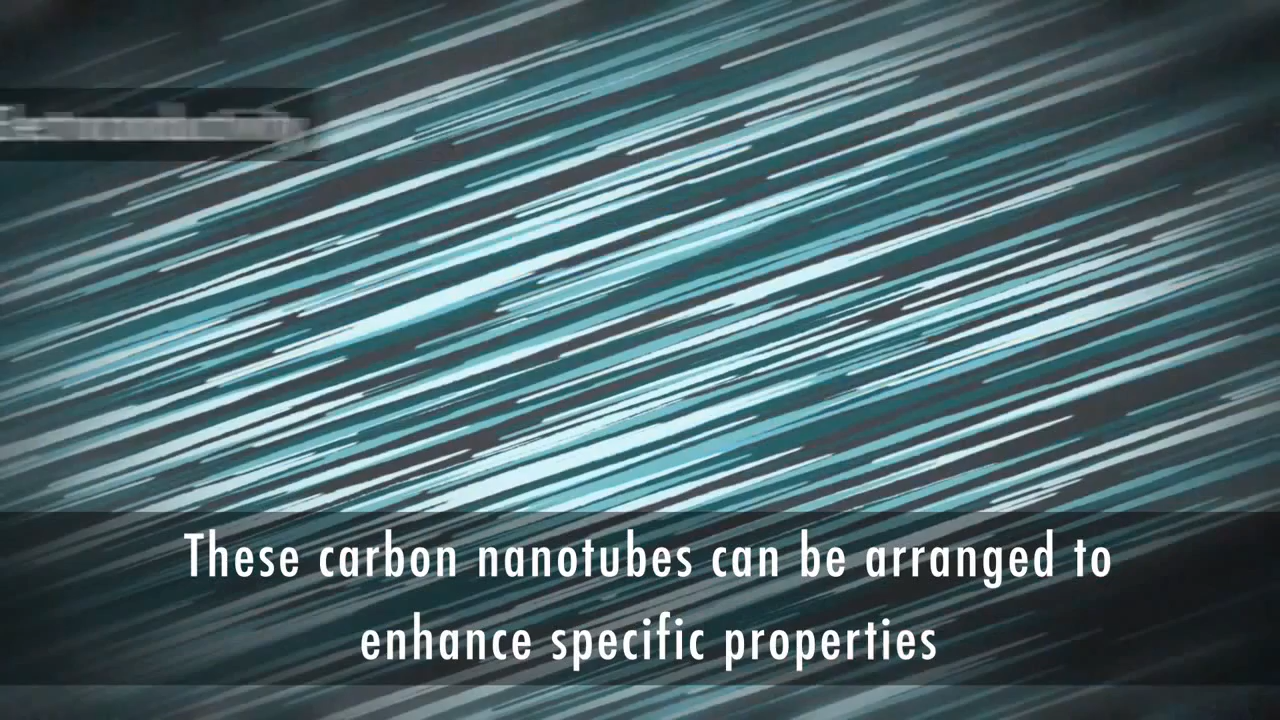 These carbon nanotubes can be arranged to
enhance specific properties